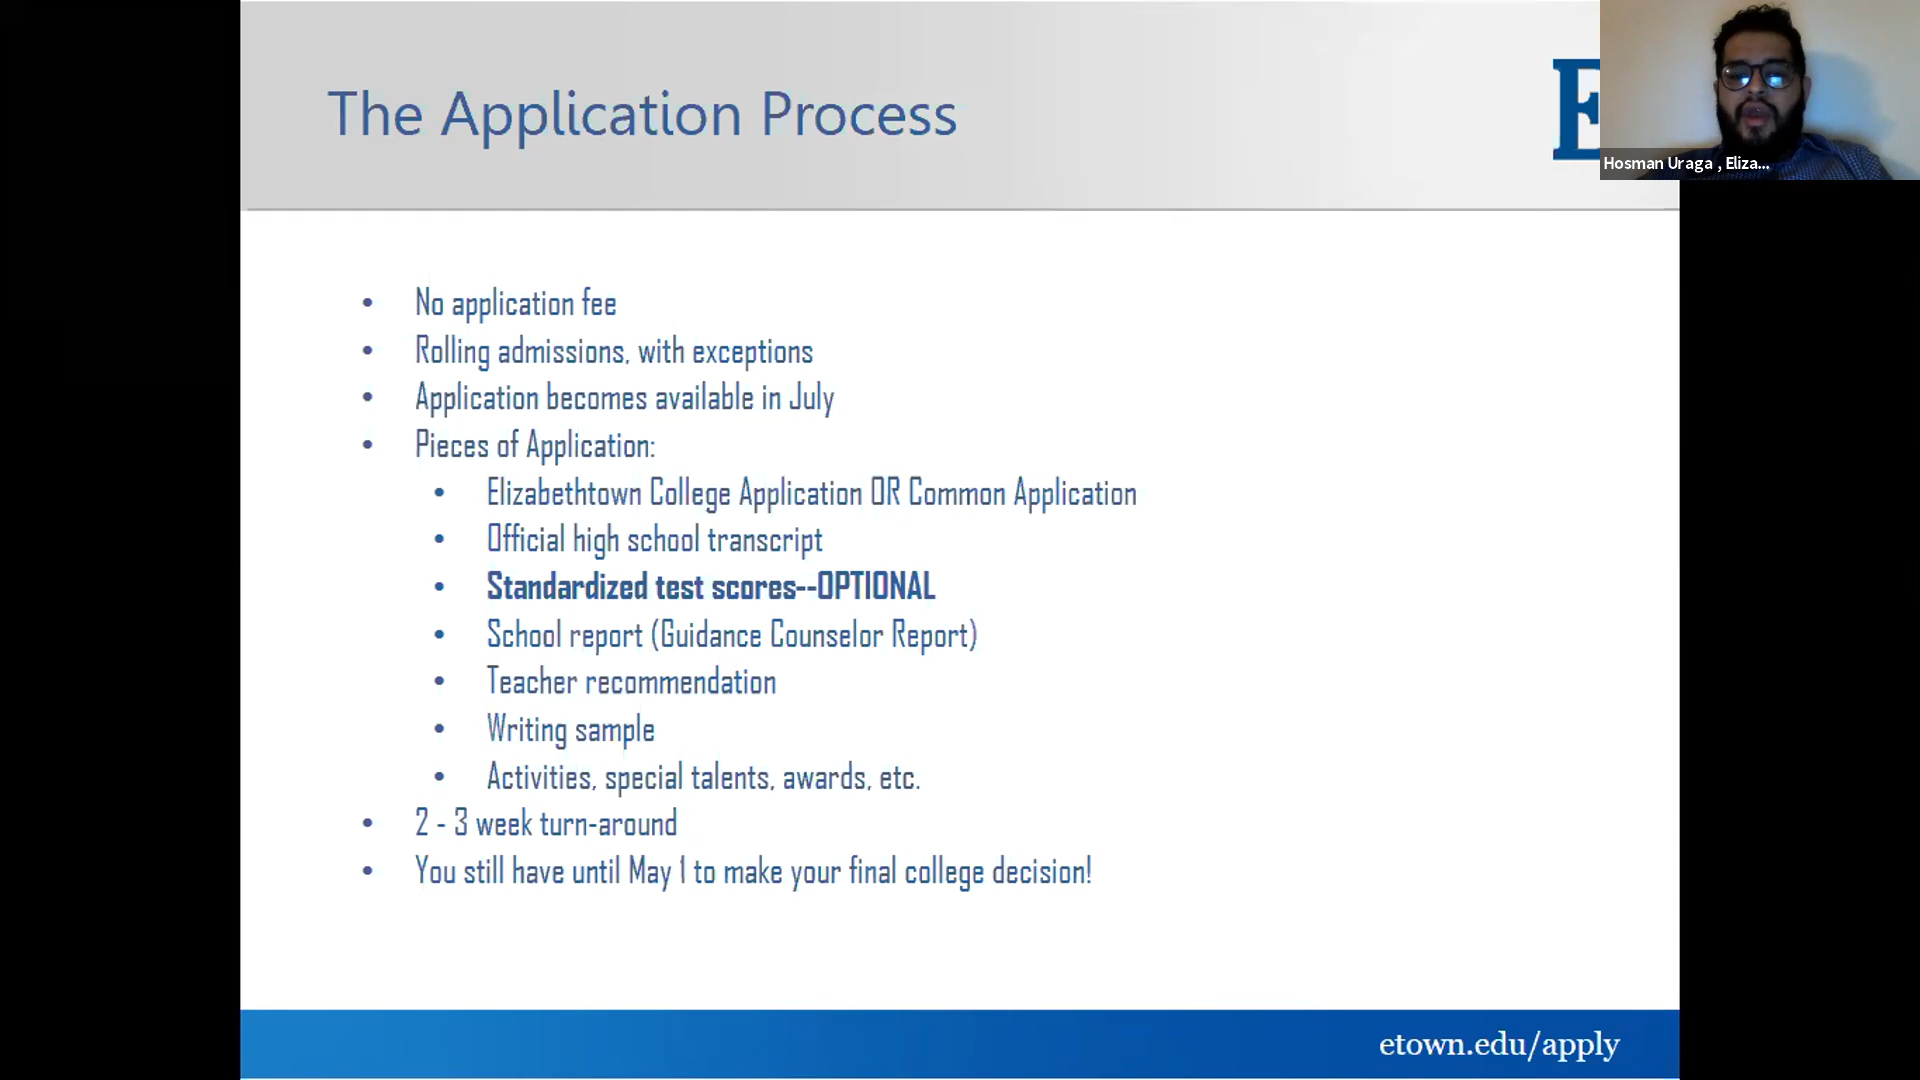 The Application Process
E
Hosman Uraga , Eliza...
• No application fee
• Rolling admissions, with exceptions
• Application becomes available in July
• Pieces of Application:
• Elizabethtown College Application OR Common Application
• Official high school transcript
• Standardized test scores--OPTIONAL
• School report (Guidance Counselor Report)
• Teacher recommendation
• Writing sample
• Activities, special talents, awards, etc.
• 2 - 3 week turn-around
• You still have until May 1 to make your final college decision!
etown.edu/apply